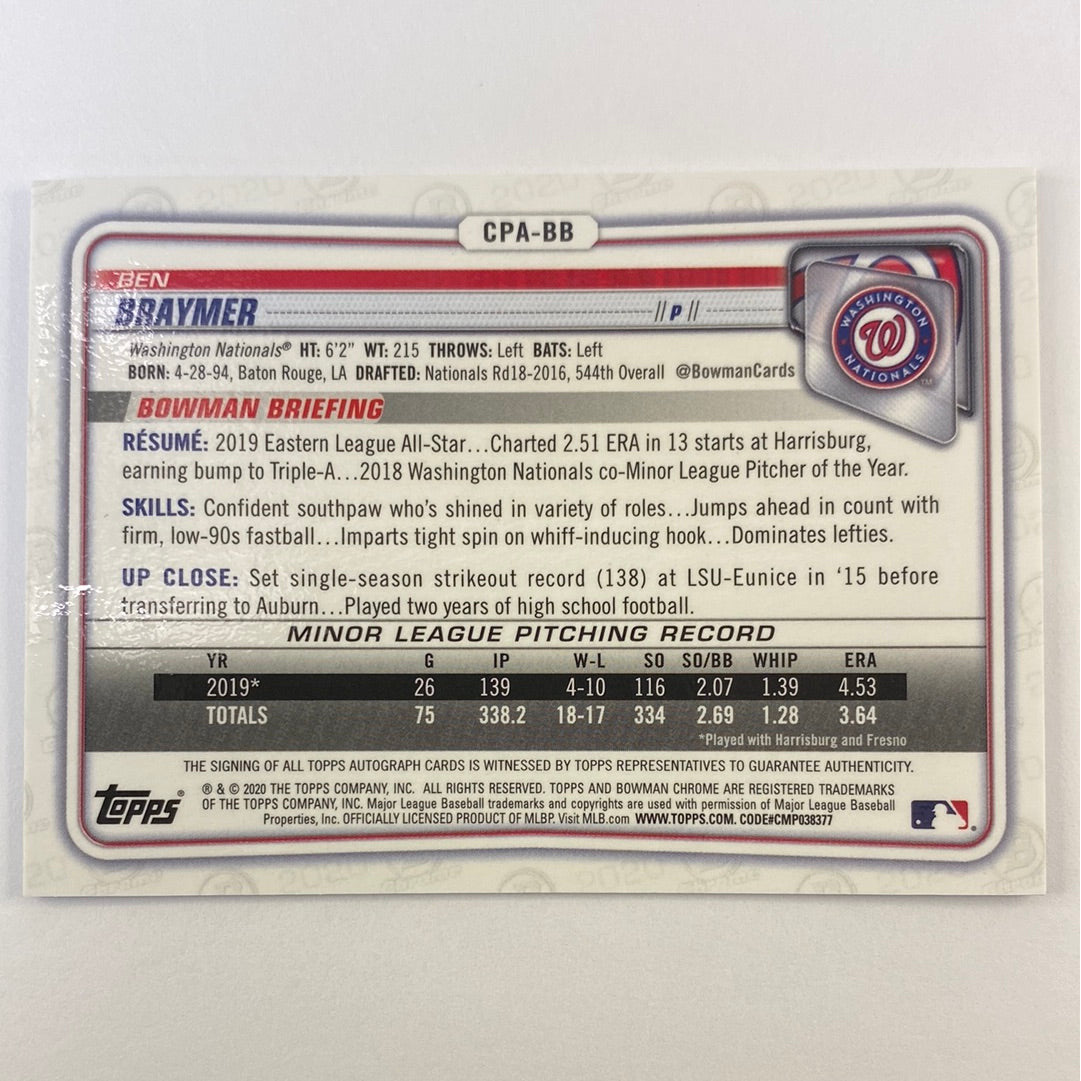 CPA-BB
BEN
BRAYMER // P //
WASHINGTON NATIONALS ™
Washington Nationals® HT: 6'2" WT: 215 THROWS: Left BATS: Left
BORN: 4-28-94, Baton Rouge, LA DRAFTED: Nationals Rd18-2016, 544th Overall @BowmanCards
BOWMAN BRIEFING
RÉSUMÉ: 2019 Eastern League All-Star...Charted 2.51 ERA in 13 starts at Harrisburg,
earning bump to Triple-A...2018 Washington Nationals co-Minor League Pitcher of the Year.
SKILLS: Confident southpaw who's shined in variety of roles...Jumps ahead in count with
firm, low-90s fastball...Imparts tight spin on whiff-inducing hook...Dominates lefties.
UP CLOSE: Set single-season strikeout record (138) at LSU-Eunice in '15 before
transferring to Auburn...Played two years of high school football.
MINOR LEAGUE PITCHING RECORD
YR G IP W-L SO SO/BB WHIP ERA
2019* 26 139 4-10 116 2.07 1.39 4.53
TOTALS 75 338.2 18-17 334 2.69 1.28 3.64
*Played with Harrisburg and Fresno
THE SIGNING OF ALL TOPPS AUTOGRAPH CARDS IS WITNESSED BY TOPPS REPRESENTATIVES TO GUARANTEE AUTHENTICITY.
topps®
® & © 2020 THE TOPPS COMPANY, INC. ALL RIGHTS RESERVED. TOPPS AND BOWMAN CHROME ARE REGISTERED TRADEMARKS
OF THE TOPPS COMPANY, INC. Major League Baseball trademarks and copyrights are used with permission of Major League Baseball
Properties, Inc. OFFICIALLY LICENSED PRODUCT OF MLBP. Visit MLB.com WWW.TOPPS.COM. CODE#CMP038377